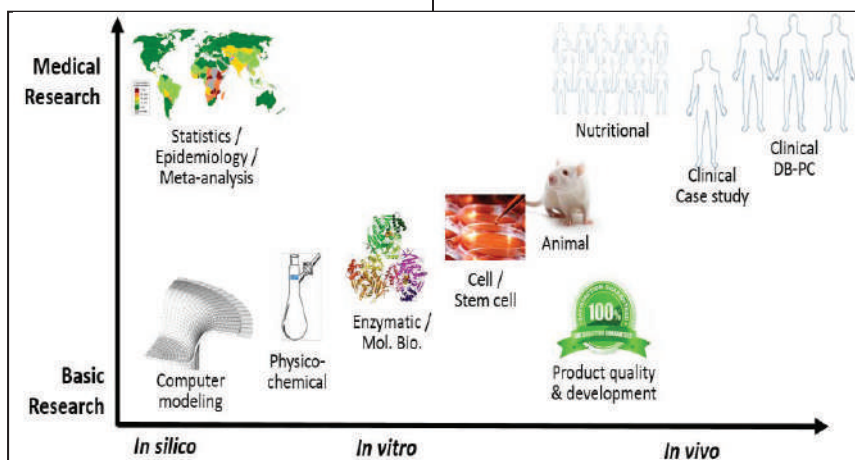 Medical
Research
Statistics /
Epidemiology /
Meta-analysis
Nutritional
Clinical
Case study
Clinical
DB-PC
Animal
Cell /
Stem cell
Enzymatic /
Mol. Bio.
Physico-
chemical
Computer
modeling
100%
Product quality
& development
Basic
Research
In silico
In vitro
In vivo